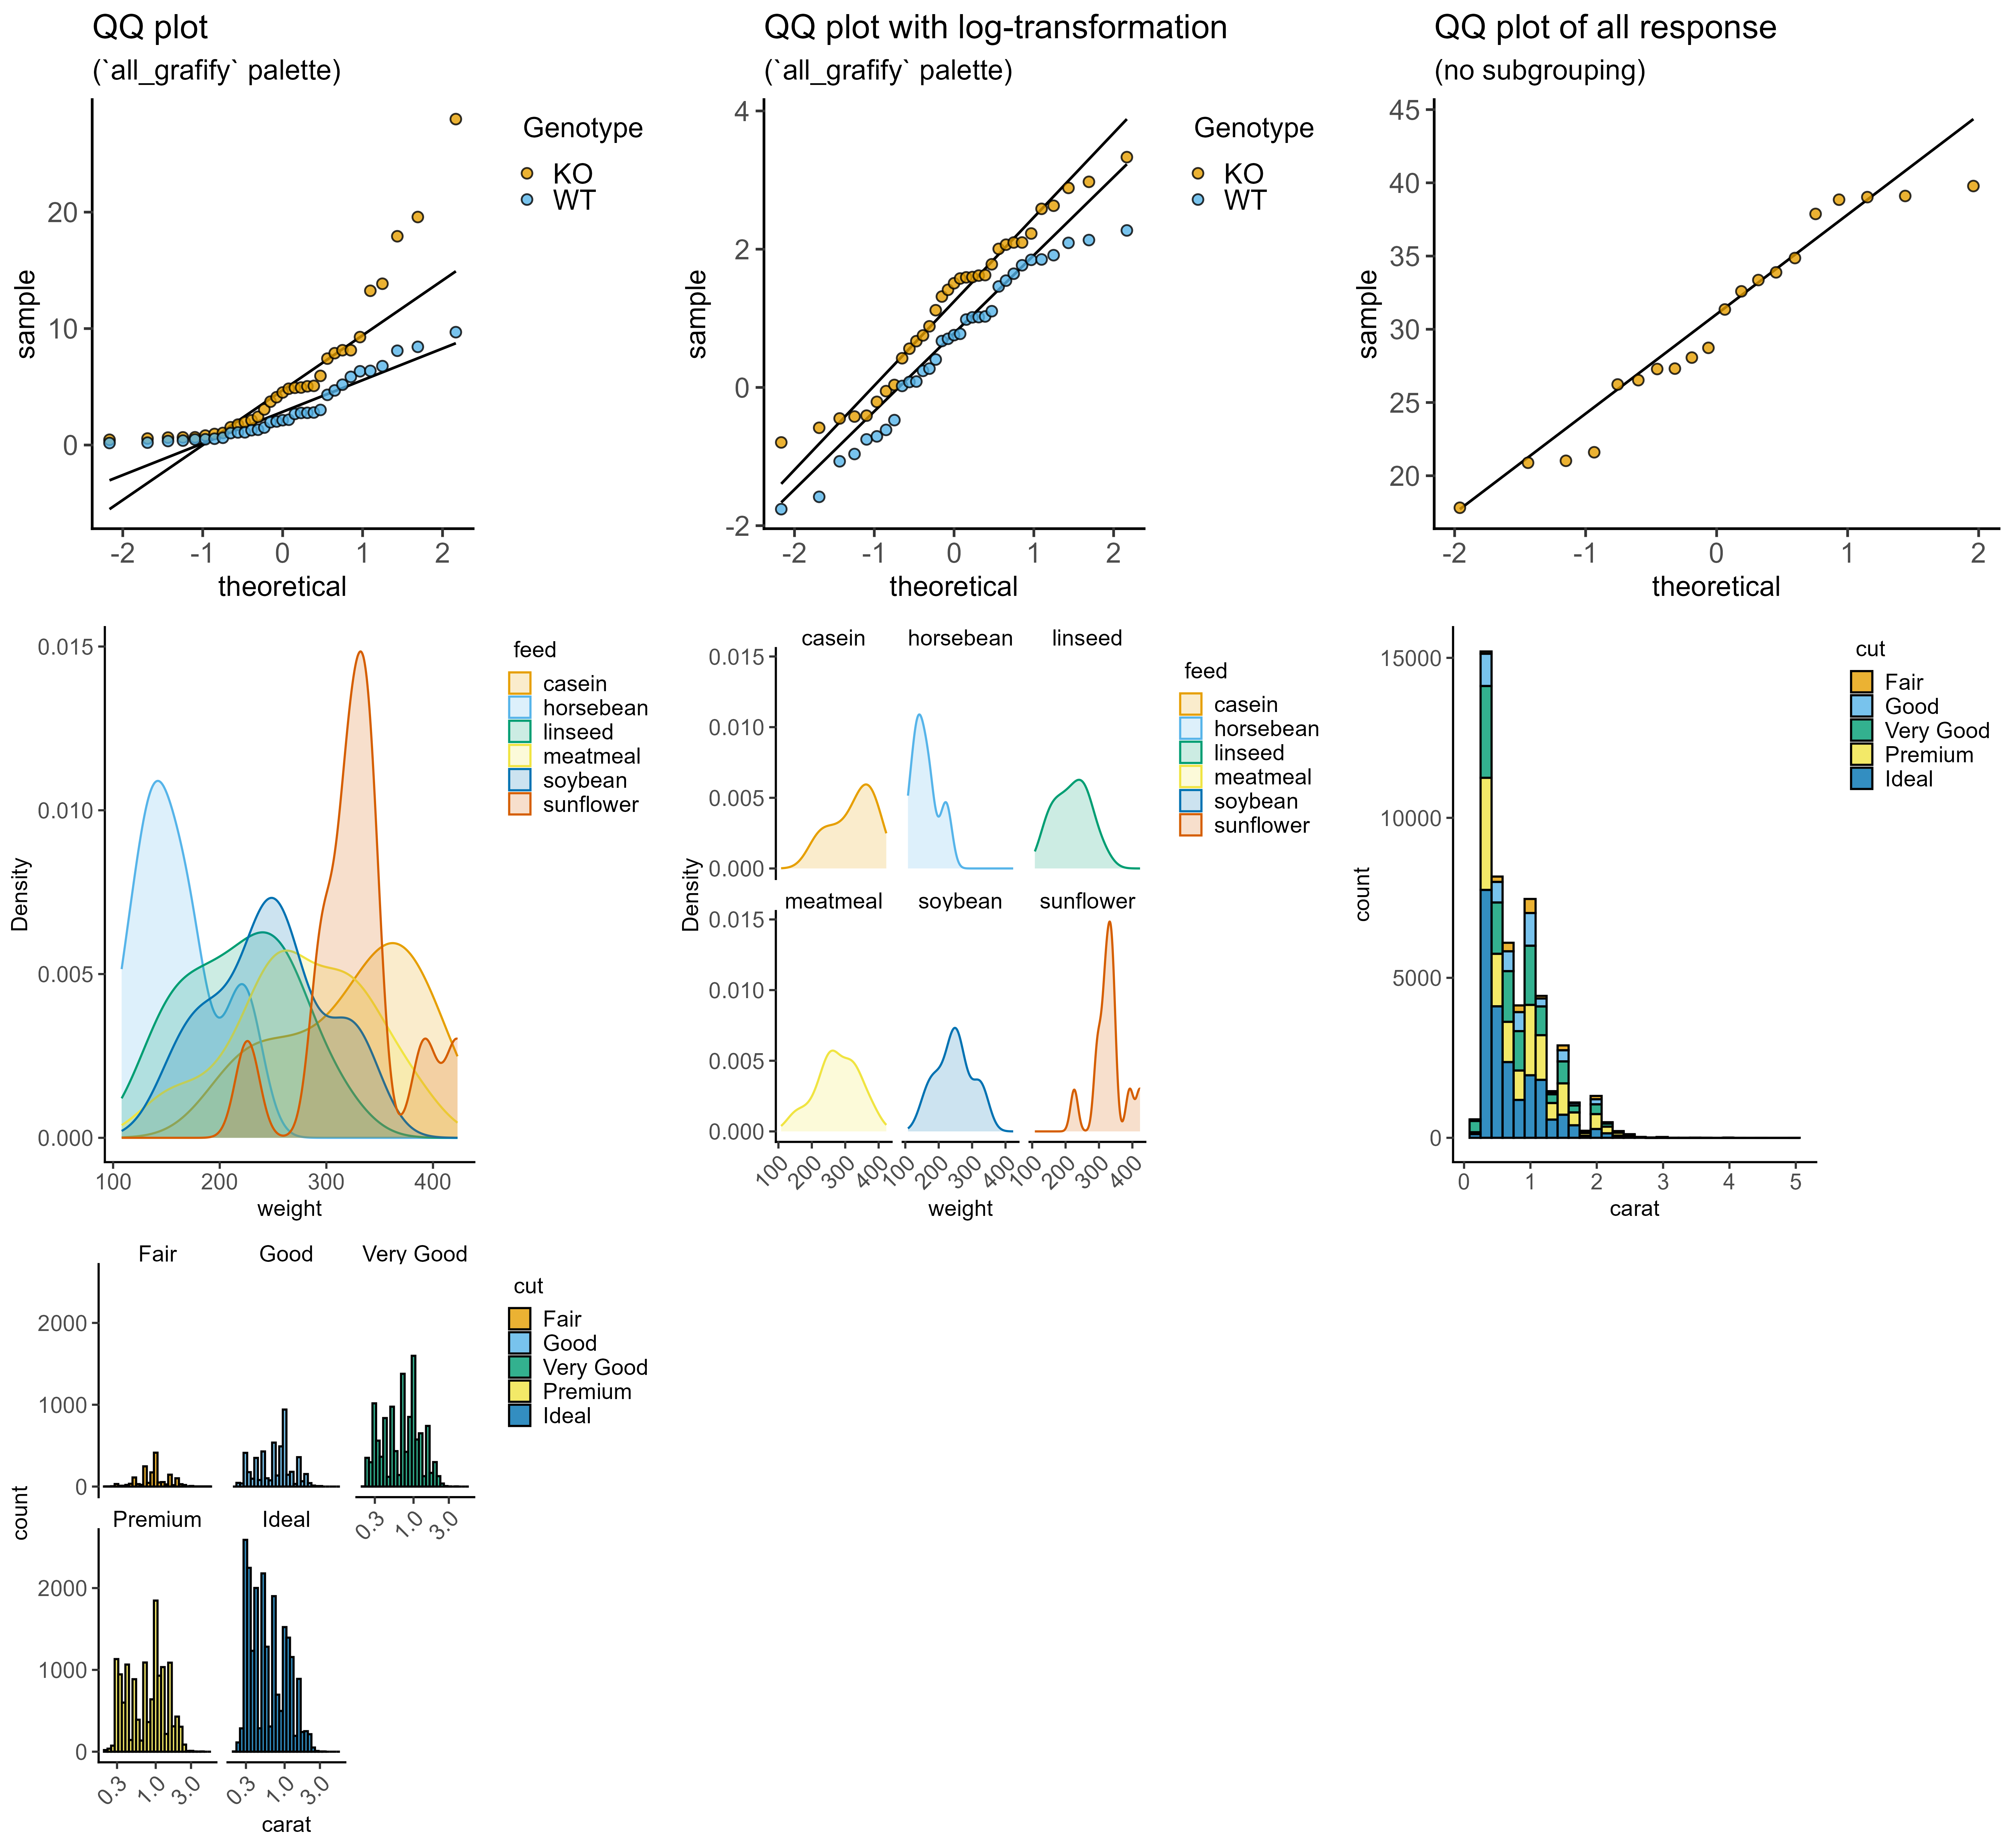 QQ plot
(`all_grafify` palette)
20
10
0
sample
-2 -1 0 1 2
theoretical
Genotype
KO
WT
QQ plot with log-transformation
(`all_grafify` palette)
4
2
0
-2
sample
-2 -1 0 1 2
theoretical
Genotype
KO
WT
QQ plot of all response
(no subgrouping)
45
40
35
30
25
20
sample
-2 -1 0 1 2
theoretical
0.015
0.010
0.005
0.000
Density
100 200 300 400
weight
feed
casein
horsebean
linseed
meatmeal
soybean
sunflower
casein horsebean linseed
0.015
0.010
0.005
0.000
Density
meatmeal soybean sunflower
0.015
0.010
0.005
0.000
100 200 300 400 100 200 300 400 100 200 300 400
weight
feed
casein
horsebean
linseed
meatmeal
soybean
sunflower
15000
10000
5000
0
count
0 1 2 3 4 5
carat
cut
Fair
Good
Very Good
Premium
Ideal
Fair Good Very Good
2000
1000
0
0.3 1.0 3.0
count
Premium Ideal
2000
1000
0
0.3 1.0 3.0 0.3 1.0 3.0
carat
cut
Fair
Good
Very Good
Premium
Ideal